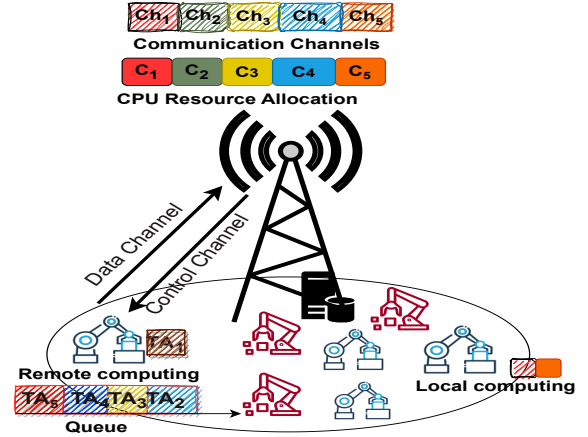 Ch1 Ch2 Ch3 Ch4 Ch5
Communication Channels
C1 C2 C3 C4 C5
CPU Resource Allocation
Data Channel
Control Channel
TA1
Remote computing
Local computing
TA5 TA4 TA3 TA2
Queue